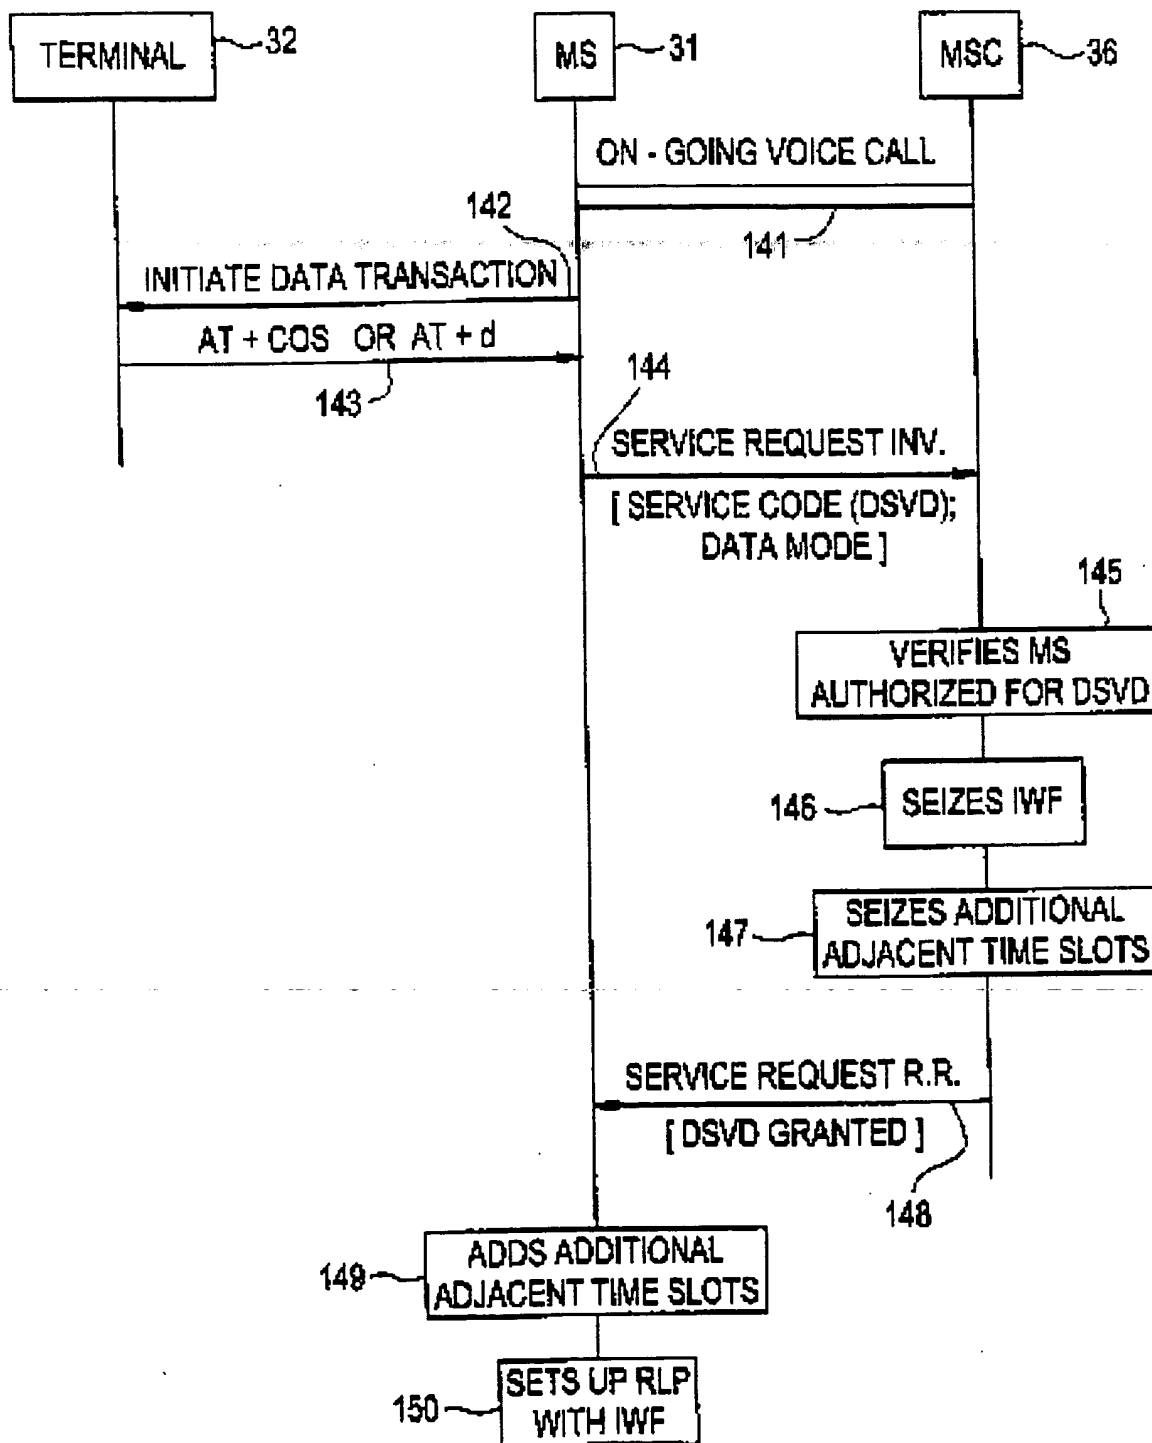 TERMINAL 32
MS 31
MSC 36
ON - GOING VOICE CALL
142
141
INITIATE DATA TRANSACTION
AT + COS OR AT + d
143
144
SERVICE REQUEST INV.
[ SERVICE CODE (DSVD);
DATA MODE ]
145
VERIFIES MS
AUTHORIZED FOR DSVD
146
SEIZES IWF
147
SEIZES ADDITIONAL
ADJACENT TIME SLOTS
SERVICE REQUEST R.R.
[ DSVD GRANTED ]
148
149
ADDS ADDITIONAL
ADJACENT TIME SLOTS
150
SETS UP RLP
WITH IWF